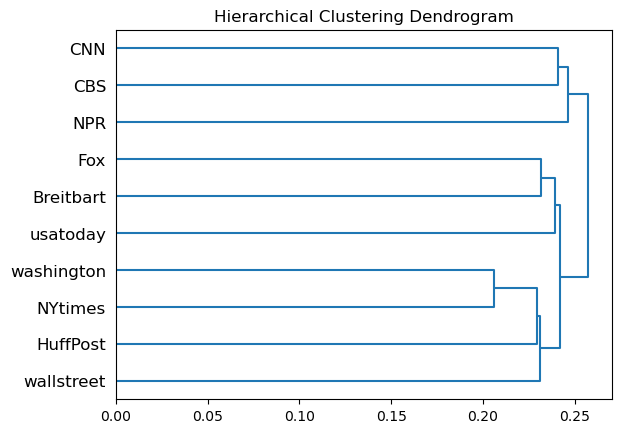 Hierarchical Clustering Dendrogram
CNN
CBS
NPR
Fox
Breitbart
usatoday
washington
NYtimes
HuffPost
wallstreet
0.00 0.05 0.10 0.15 0.20 0.25